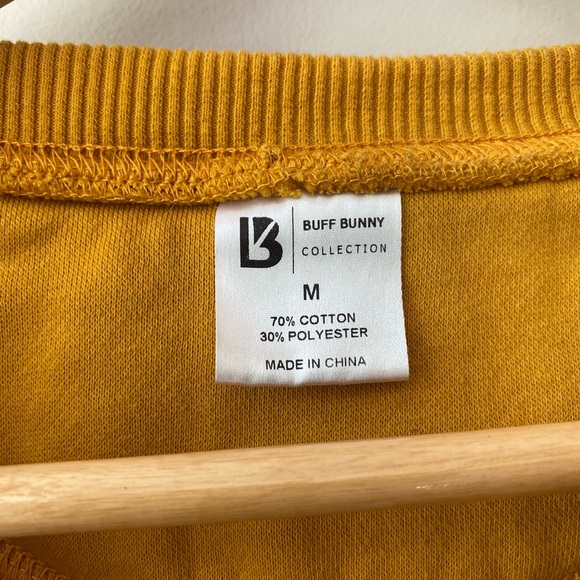 BUFF BUNNY
COLLECTION
M
70% COTTON
30% POLYESTER
MADE IN CHINA